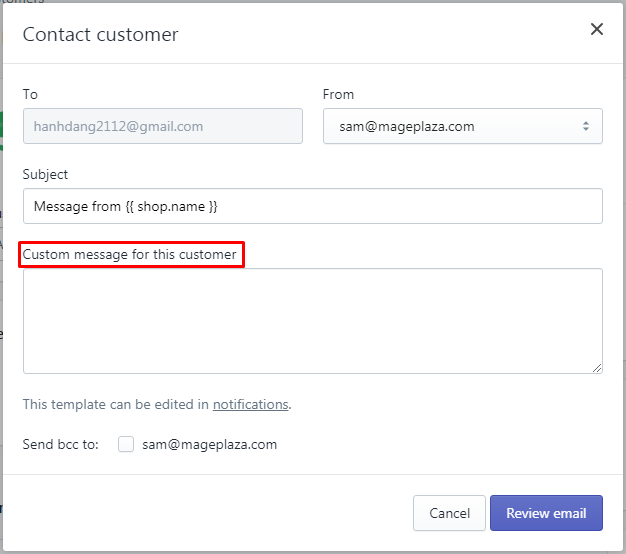 Contact customer
To
From
hanhdang2112@gmail.com
sam@mageplaza.com
Subject
Message from {{ shop.name }}
Custom message for this customer
This template can be edited in notifications.
Send bcc to:
sam@mageplaza.com
Cancel
Review email